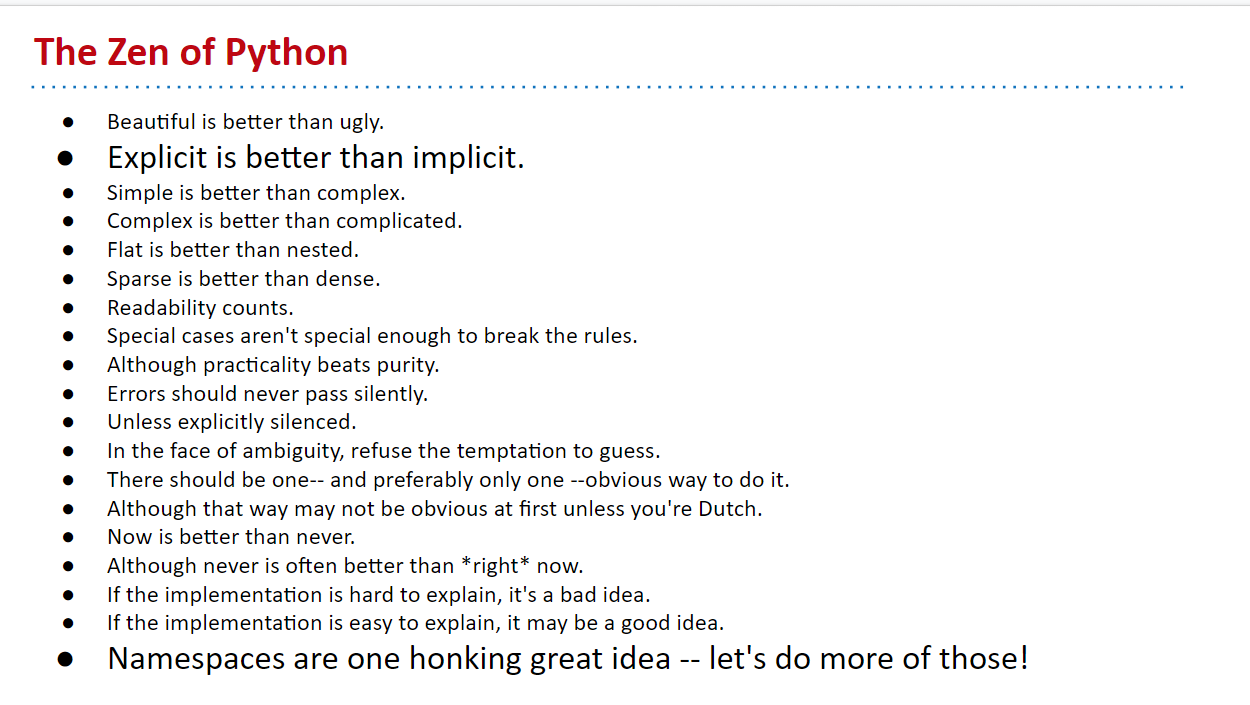 The Zen of Python
● Beautiful is better than ugly.
● Explicit is better than implicit.
● Simple is better than complex.
● Complex is better than complicated.
● Flat is better than nested.
● Sparse is better than dense.
● Readability counts.
● Special cases aren't special enough to break the rules.
● Although practicality beats purity.
● Errors should never pass silently.
● Unless explicitly silenced.
● In the face of ambiguity, refuse the temptation to guess.
● There should be one-- and preferably only one --obvious way to do it.
● Although that way may not be obvious at first unless you're Dutch.
● Now is better than never.
● Although never is often better than *right* now.
● If the implementation is hard to explain, it's a bad idea.
● If the implementation is easy to explain, it may be a good idea.
● Namespaces are one honking great idea -- let's do more of those!